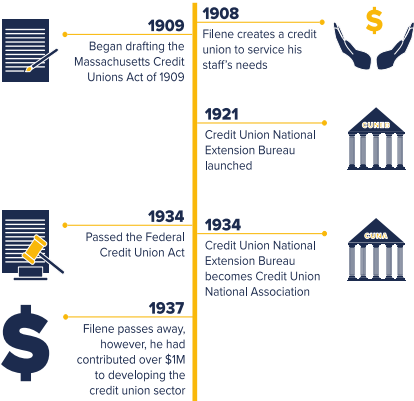 1908
Filene creates a credit
union to service his
staff's needs
$
1909
Began drafting the
Massachusetts Credit
Unions Act of 1909
1921
Credit Union National
Extension Bureau
launched
CUNEB
1934
Passed the Federal
Credit Union Act
1934
Credit Union National
Extension Bureau
becomes Credit Union
National Association
CUNA
$
1937
Filene passes away,
however, he had
contributed over $1M
to developing the
credit union sector